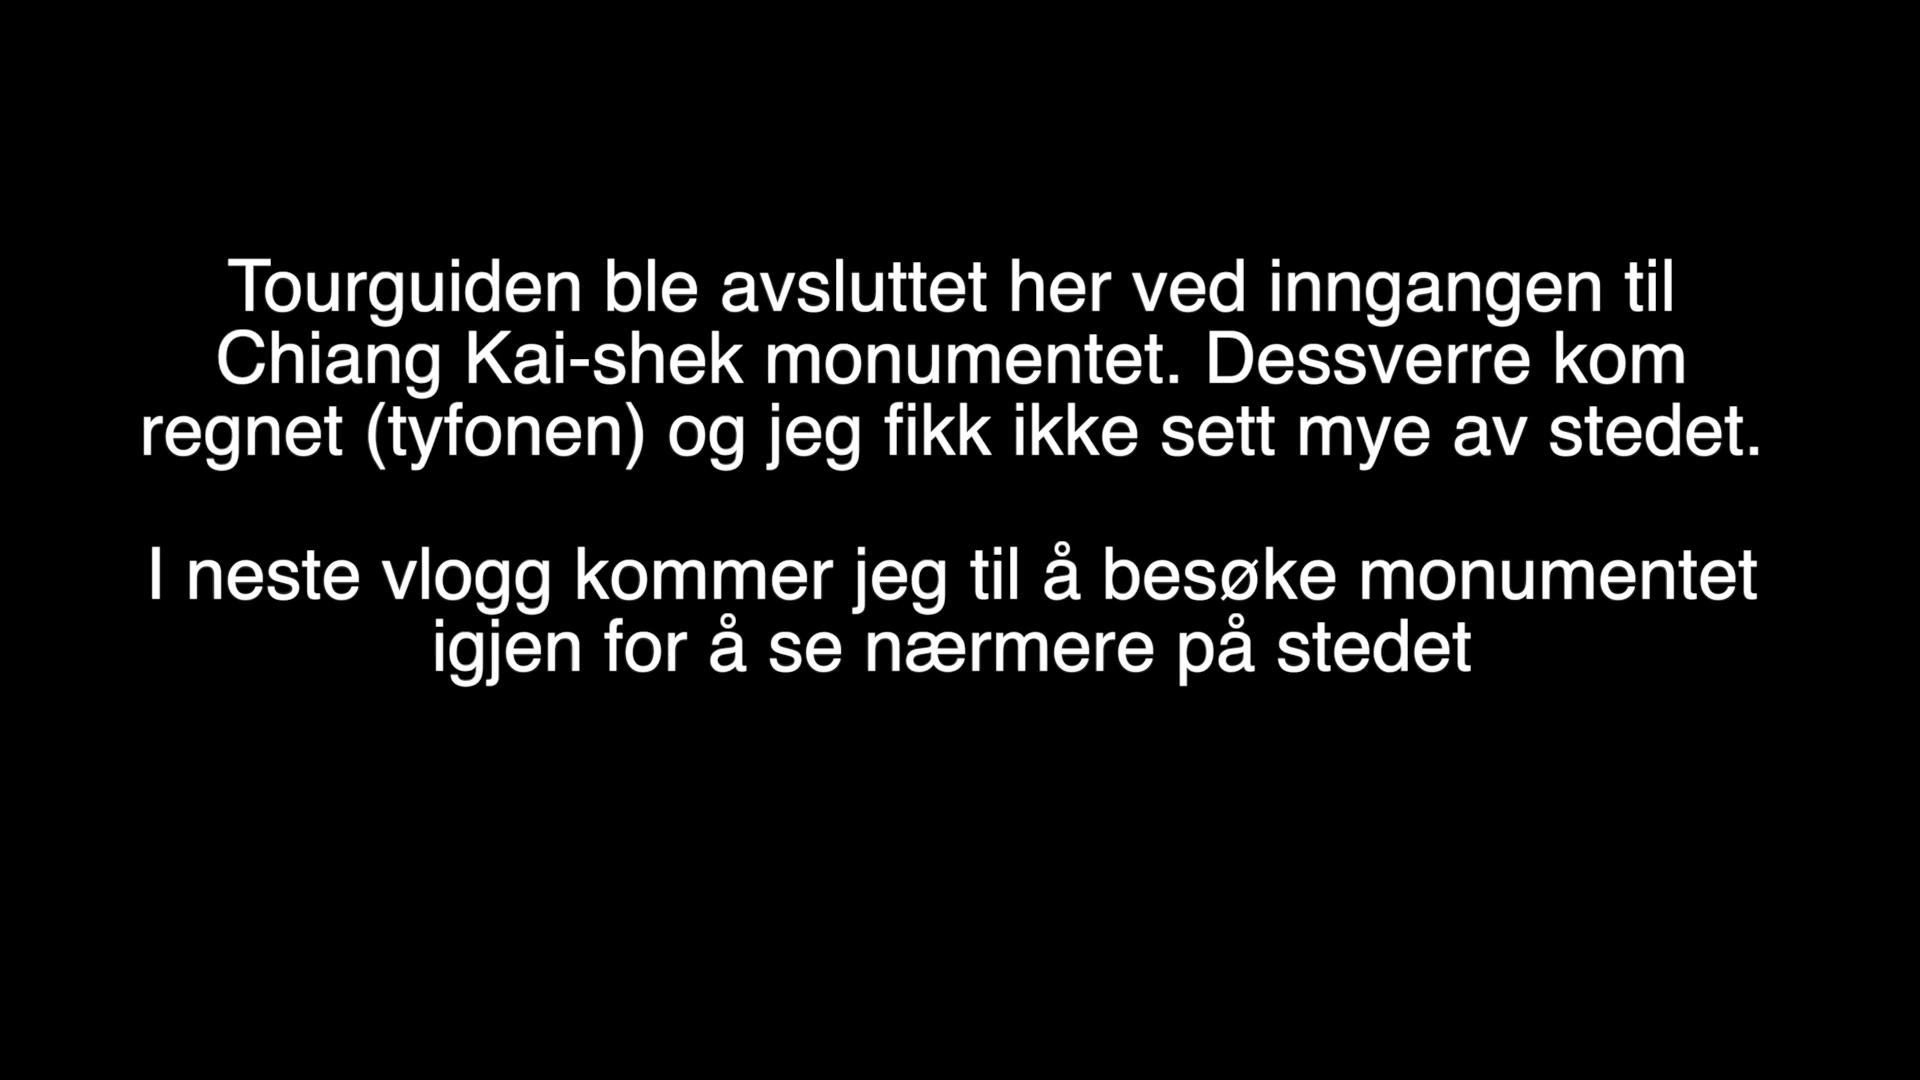 Tourguiden ble avsluttet her ved inngangen til
Chiang Kai-shek monumentet. Dessverre kom
regnet (tyfonen) og jeg fikk ikke sett mye av stedet.
I neste vlogg kommer jeg til å besøke monumentet
igjen for å se nærmere på stedet